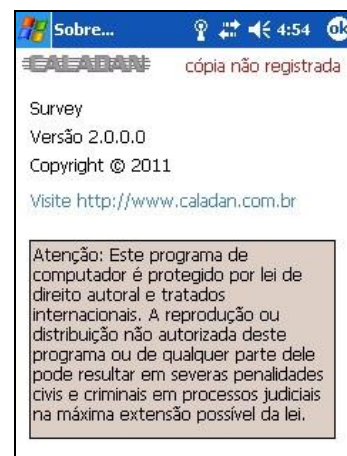 Sobre... 4:54 ok
CALADAN cópia não registrada
Survey
Versão 2.0.0.0
Copyright © 2011
Visite http://www.caladan.com.br
Atenção: Este programa de
computador é protegido por lei de
direito autoral e tratados
internacionais. A reprodução ou
distribuição não autorizada deste
programa ou de qualquer parte dele
pode resultar em severas penalidades
civis e criminais em processos judiciais
na máxima extensão possível da lei.